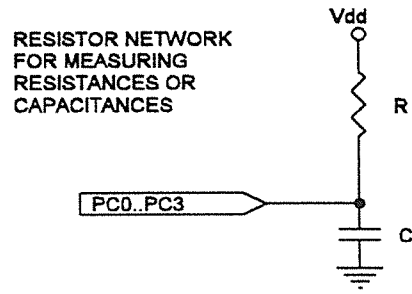 Vdd
RESISTOR NETWORK
FOR MEASURING
RESISTANCES OR
CAPACITANCES
R
PC0..PC3
C